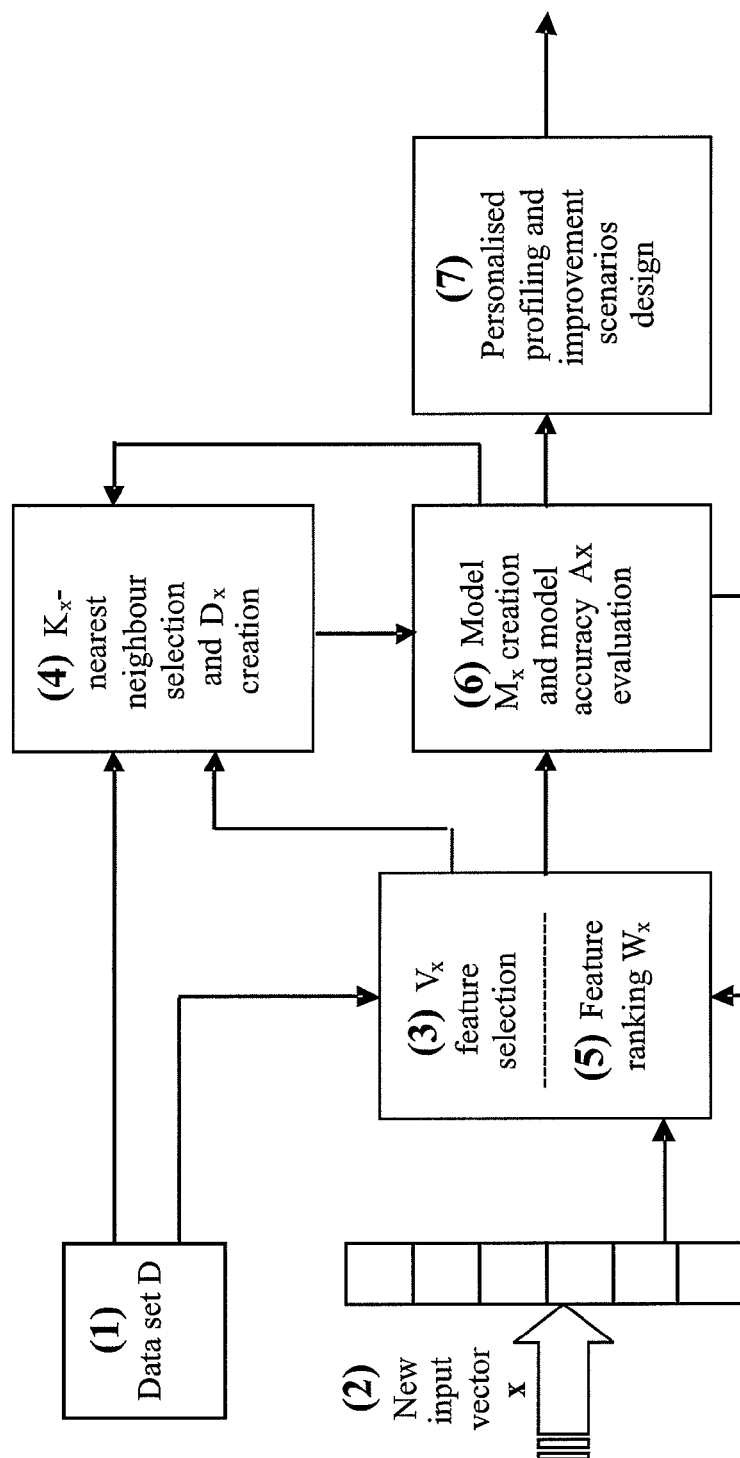 (1)
Data set D
(2)
New
input
vector
x
(3) Vx
feature
selection
(5) Feature
ranking Wx
(4) Kx-
nearest
neighbour
selection
and Dx
creation
(6) Model
Mx creation
and model
accuracy Ax
evaluation
(7)
Personalised
profiling and
improvement
scenarios
design